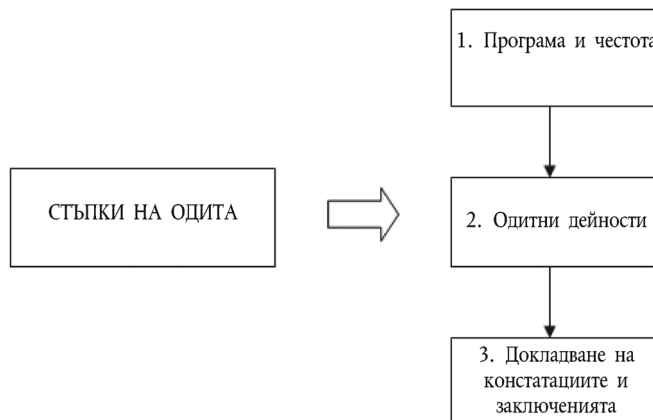 1. Програма и честота
СТЪПКИ НА ОДИТА
2. Одитни дейности
3. Докладване на
констатациите и
заключенията